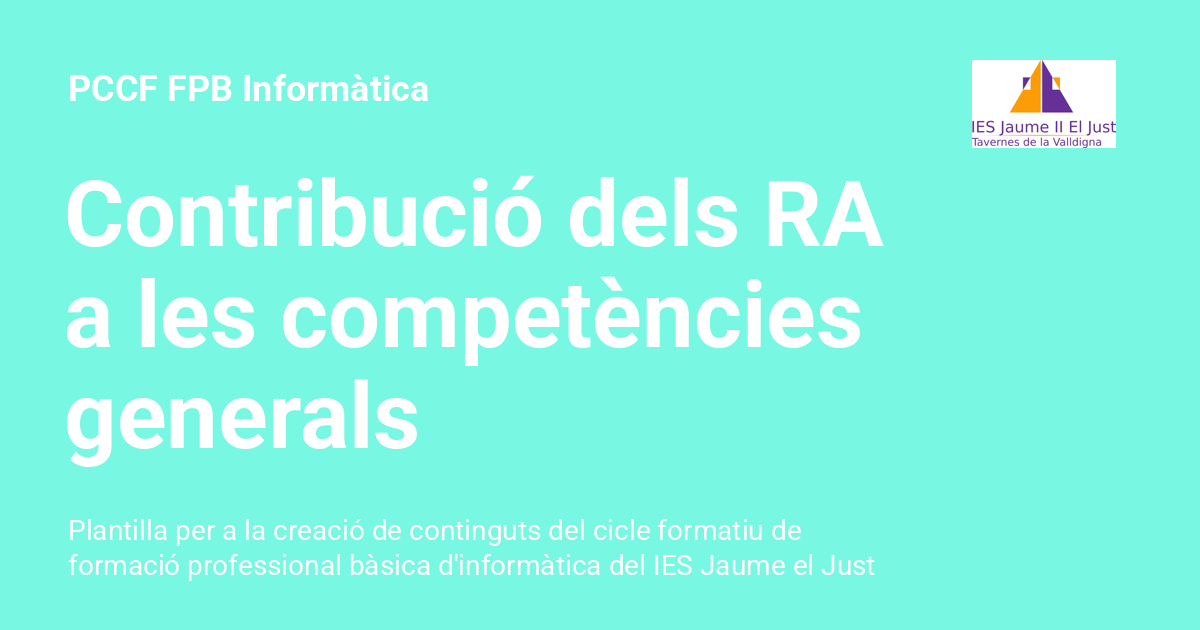 PCCF FPB Informàtica
IES Jaume II El Just
Tavernes de la Valldigna
Contribució dels RA
a les competències
generals
Plantilla per a la creació de continguts del cicle formatiu de
formació professional bàsica d'informàtica del IES Jaume el Just